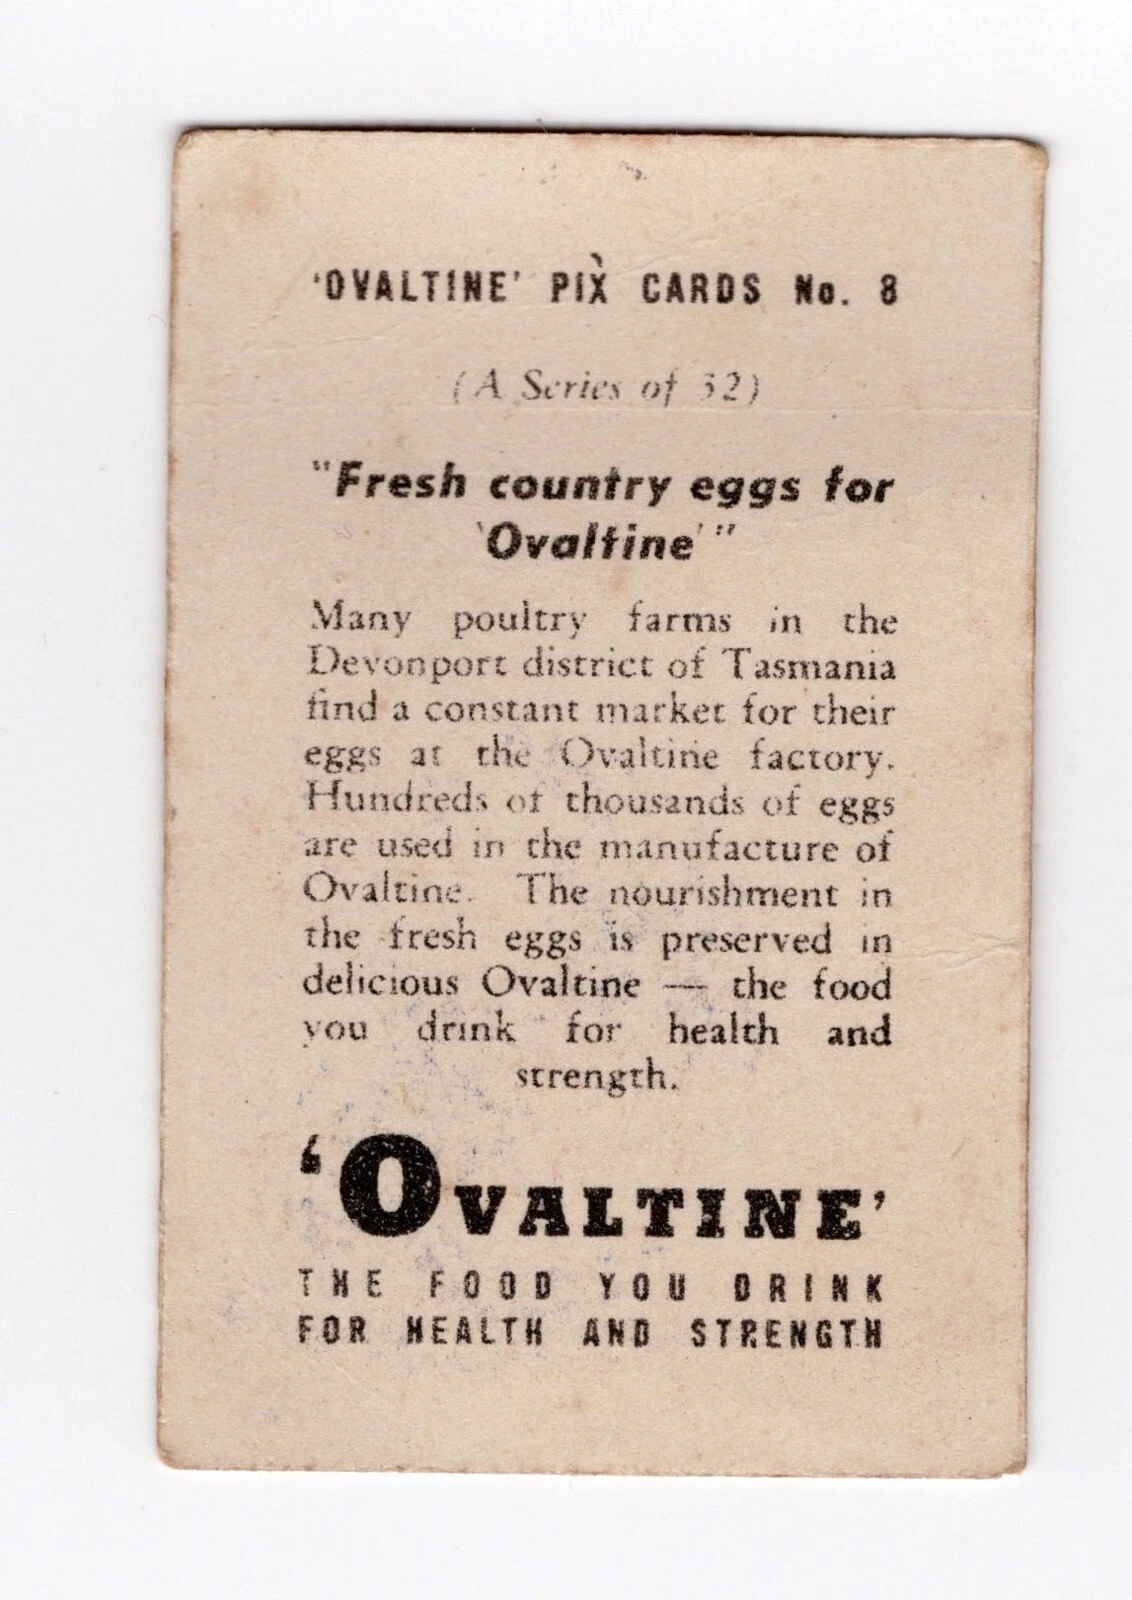 'OVALTINE' PIX CARDS No. 8
(A Series of 32)
"Fresh country eggs for
'Ovaltine'"
Many poultry farms in the
Devonport district of Tasmania
find a constant market for their
eggs at the Ovaltine factory.
Hundreds of thousands of eggs
are used in the manufacture of
Ovaltine. The nourishment in
the fresh eggs is preserved in
delicious Ovaltine — the food
you drink for health and
strength.
'OVALTINE'
THE FOOD YOU DRINK
FOR HEALTH AND STRENGTH